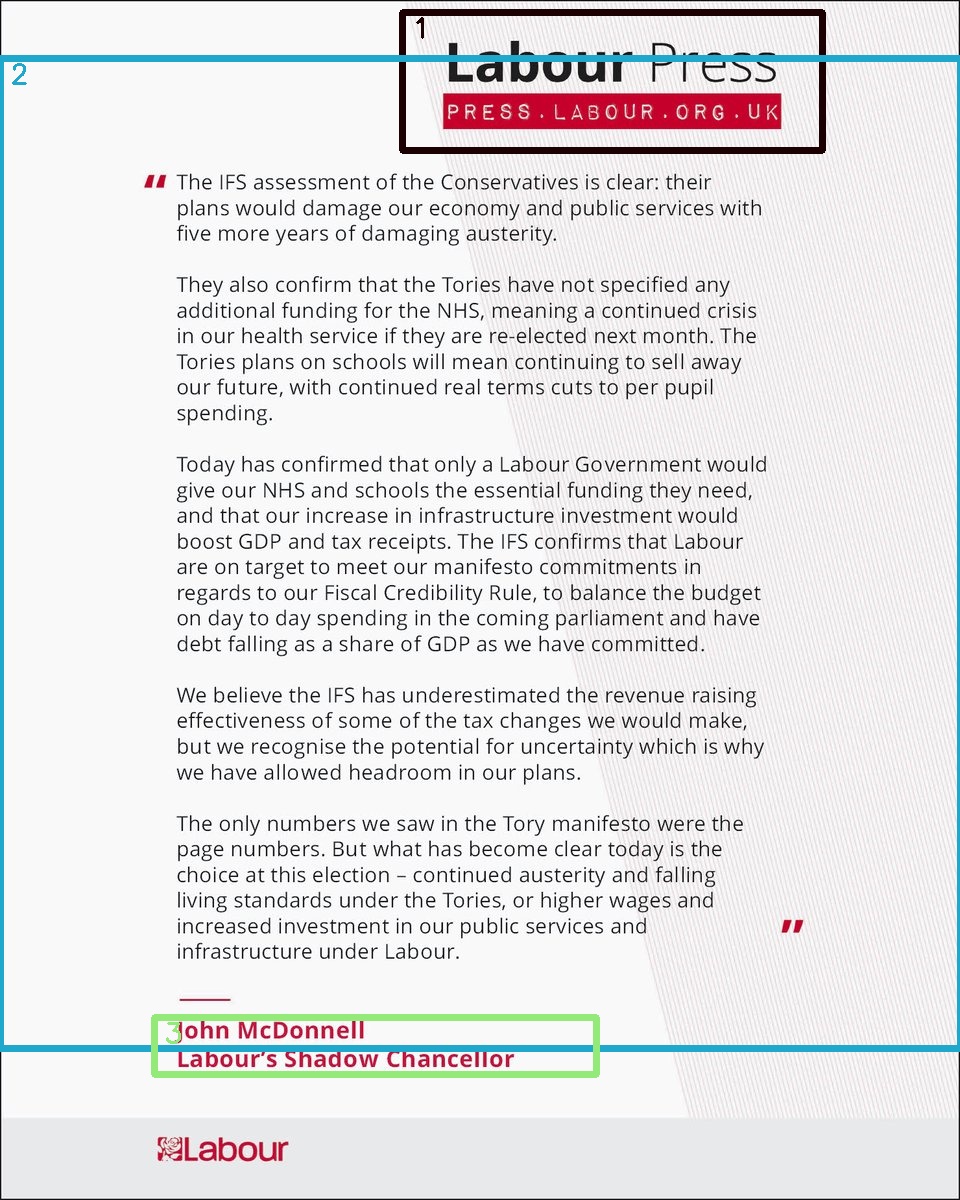 Labour Press
PRESS.LABOUR.ORG.UK
" The IFS assessment of the Conservatives is clear: their
plans would damage our economy and public services with
five more years of damaging austerity.
They also confirm that the Tories have not specified any
additional funding for the NHS, meaning a continued crisis
in our health service if they are re-elected next month. The
Tories plans on schools will mean continuing to sell away
our future, with continued real terms cuts to per pupil
spending.
Today has confirmed that only a Labour Government would
give our NHS and schools the essential funding they need,
and that our increase in infrastructure investment would
boost GDP and tax receipts. The IFS confirms that Labour
are on target to meet our manifesto commitments in
regards to our Fiscal Credibility Rule, to balance the budget
on day to day spending in the coming parliament and have
debt falling as a share of GDP as we have committed.
We believe the IFS has underestimated the revenue raising
effectiveness of some of the tax changes we would make,
but we recognise the potential for uncertainty which is why
we have allowed headroom in our plans.
The only numbers we saw in the Tory manifesto were the
page numbers. But what has become clear today is the
choice at this election – continued austerity and falling
living standards under the Tories, or higher wages and
increased investment in our public services and "
infrastructure under Labour.
John McDonnell
Labour’s Shadow Chancellor
Labour
1
2
3